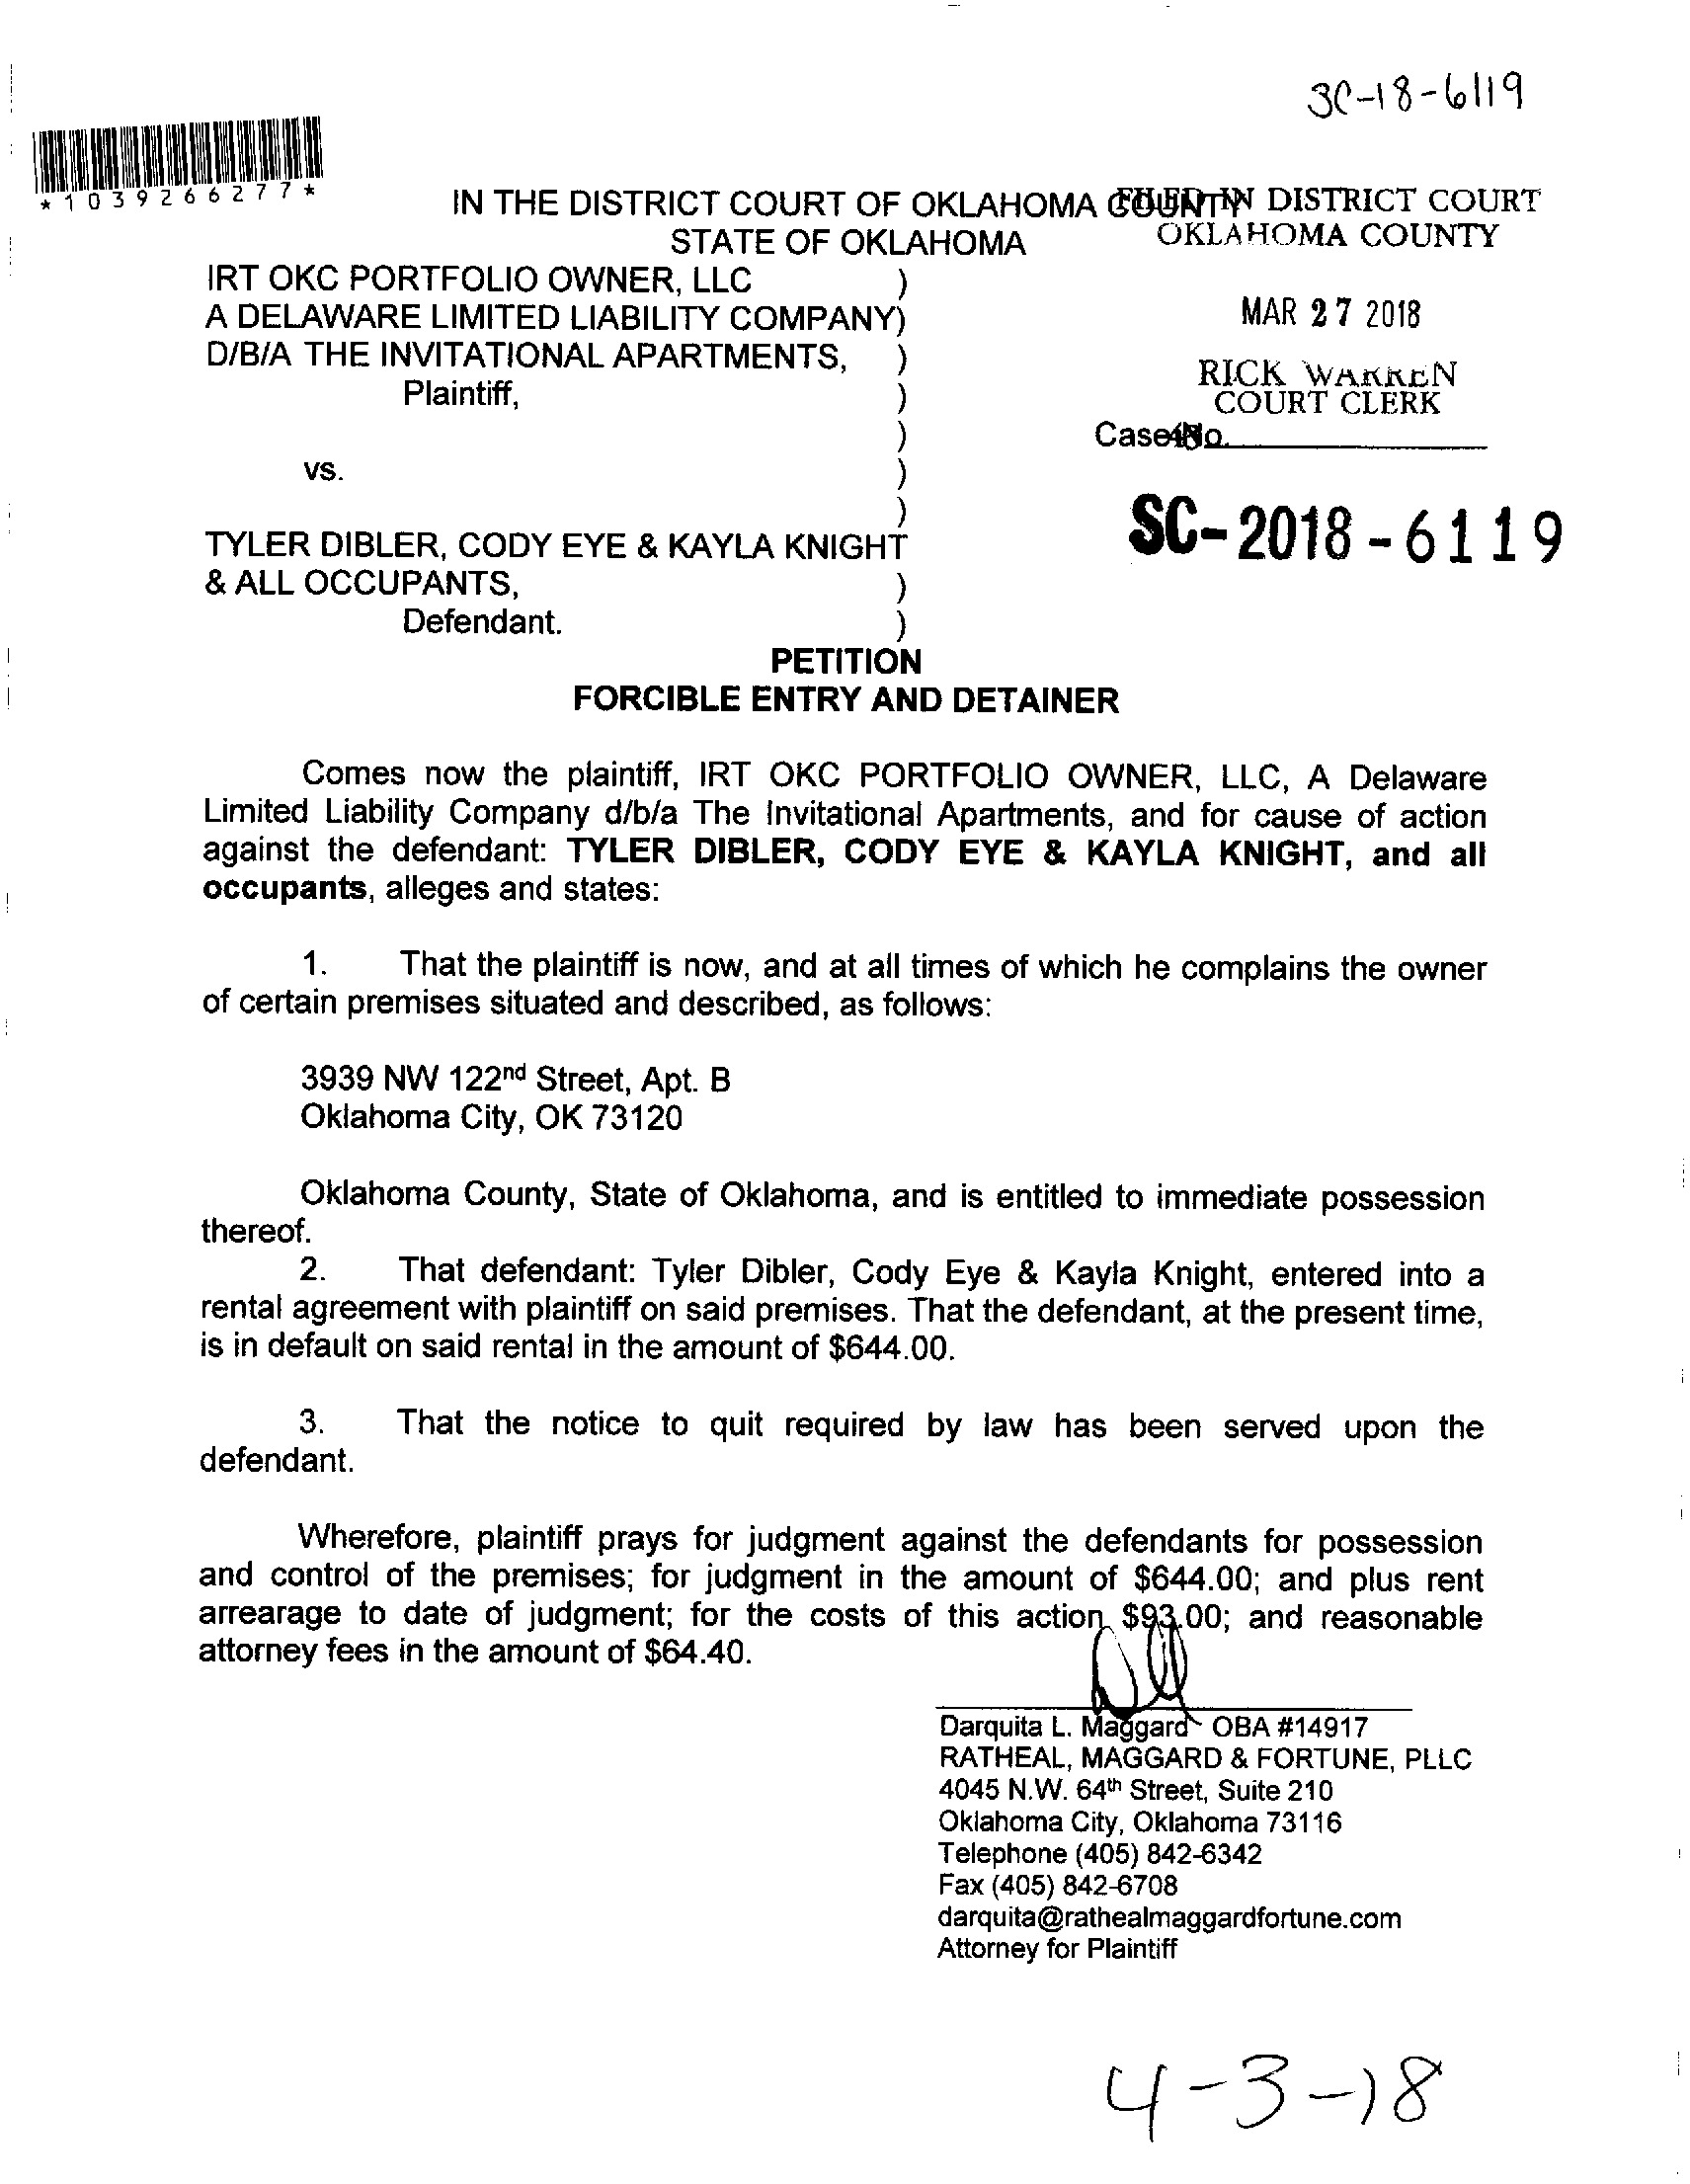 3C-18-6119
*1039266277*
IN THE DISTRICT COURT OF OKLAHOMA COUNTY
FILED IN DISTRICT COURT
STATE OF OKLAHOMA
OKLAHOMA COUNTY
IRT OKC PORTFOLIO OWNER, LLC )
A DELAWARE LIMITED LIABILITY COMPANY)
MAR 27 2018
D/B/A THE INVITATIONAL APARTMENTS, )
RICK WARREN
Plaintiff, )
COURT CLERK
) Case No.
vs. )
)
SC-2018-6119
TYLER DIBLER, CODY EYE & KAYLA KNIGHT
& ALL OCCUPANTS, )
Defendant. )
PETITION
FORCIBLE ENTRY AND DETAINER
Comes now the plaintiff, IRT OKC PORTFOLIO OWNER, LLC, A Delaware
Limited Liability Company d/b/a The Invitational Apartments, and for cause of action
against the defendant: TYLER DIBLER, CODY EYE & KAYLA KNIGHT, and all
occupants, alleges and states:
1. That the plaintiff is now, and at all times of which he complains the owner
of certain premises situated and described, as follows:
3939 NW 122nd Street, Apt. B
Oklahoma City, OK 73120
Oklahoma County, State of Oklahoma, and is entitled to immediate possession
thereof.
2. That defendant: Tyler Dibler, Cody Eye & Kayla Knight, entered into a
rental agreement with plaintiff on said premises. That the defendant, at the present time,
is in default on said rental in the amount of $644.00.
3. That the notice to quit required by law has been served upon the
defendant.
Wherefore, plaintiff prays for judgment against the defendants for possession
and control of the premises; for judgment in the amount of $644.00; and plus rent
arrearage to date of judgment; for the costs of this action $93.00; and reasonable
attorney fees in the amount of $64.40.
Darquita L. Maggard OBA #14917
RATHEAL, MAGGARD & FORTUNE, PLLC
4045 N.W. 64th Street, Suite 210
Oklahoma City, Oklahoma 73116
Telephone (405) 842-6342
Fax (405) 842-6708
darquita@rathealmaggardfortune.com
Attorney for Plaintiff
4-3-18